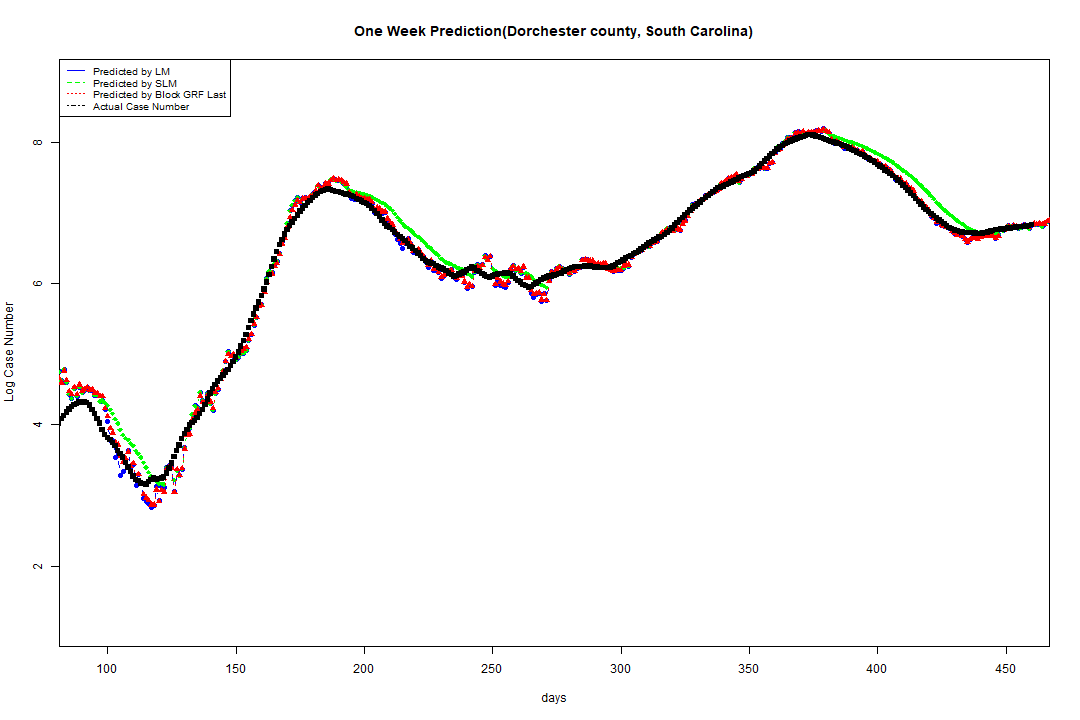 One Week Prediction(Dorchester county, South Carolina)
Predicted by LM
Predicted by SLM
Predicted by Block GRF Last
Actual Case Number
8
6
4
2
Log Case Number
100 150 200 250 300 350 400 450
days